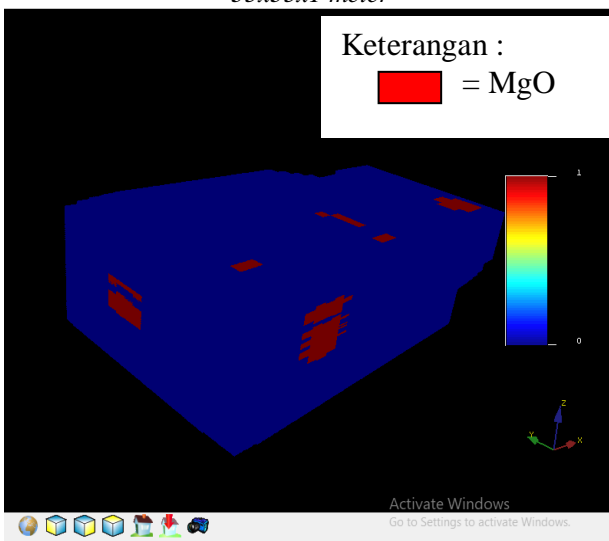 Keterangan :
= MgO
1
0
Z
Y
X
Activate Windows
Go to Settings to activate Windows.